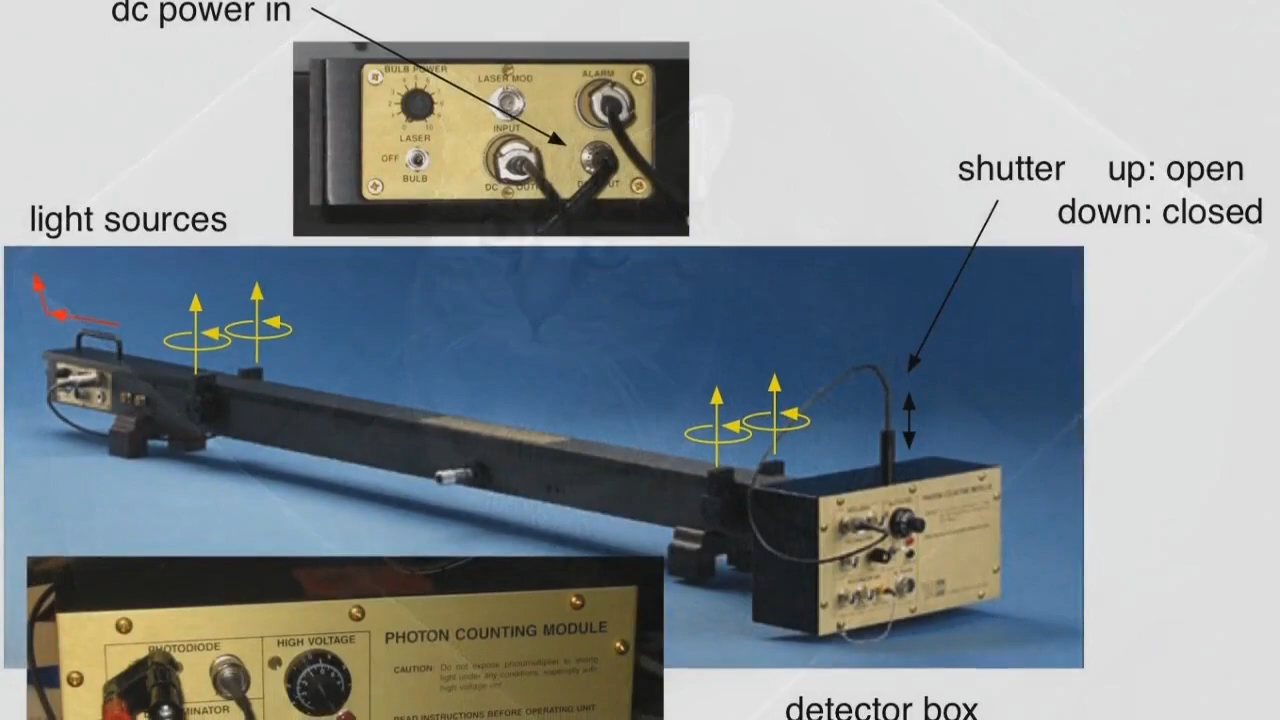 dc power in
BULB POWER
LASER MOD
ALARM
INPUT
LASER
OFF
BULB
DC
shutter up: open
down: closed
light sources
PHOTON COUNTING MODULE
PHOTODIODE
HIGH VOLTAGE
PHOTON COUNTING MODULE
CAUTION: Do not expose photomultiplier to strong
light under any conditions, especially with
high voltage unit.
READ INSTRUCTIONS BEFORE OPERATING UNIT
detector box